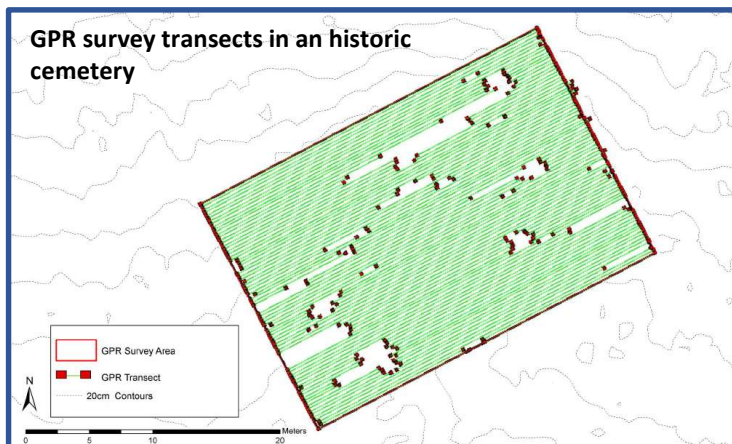 GPR survey transects in an historic
cemetery
GPR Survey Area
GPR Transect
20cm Contours
N
Meters
0 5 10 20